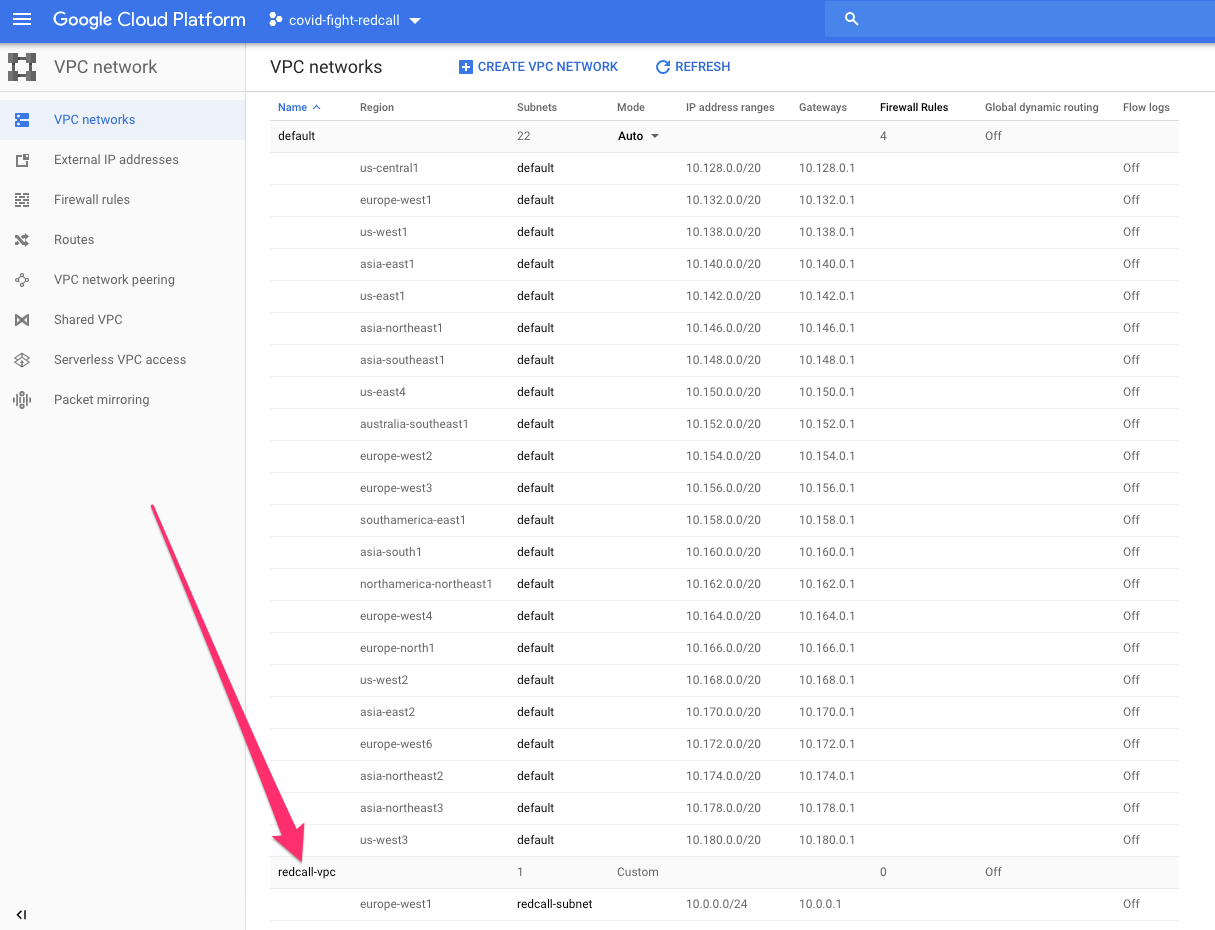 Google Cloud Platform covid-fight-redcall
VPC network
VPC networks CREATE VPC NETWORK REFRESH
VPC networks
External IP addresses
Firewall rules
Routes
VPC network peering
Shared VPC
Serverless VPC access
Packet mirroring
Name Region Subnets Mode IP address ranges Gateways Firewall Rules Global dynamic routing Flow logs
default 22 Auto 4 Off
us-central1 default 10.128.0.0/20 10.128.0.1 Off
europe-west1 default 10.132.0.0/20 10.132.0.1 Off
us-west1 default 10.138.0.0/20 10.138.0.1 Off
asia-east1 default 10.140.0.0/20 10.140.0.1 Off
us-east1 default 10.142.0.0/20 10.142.0.1 Off
asia-northeast1 default 10.146.0.0/20 10.146.0.1 Off
asia-southeast1 default 10.148.0.0/20 10.148.0.1 Off
us-east4 default 10.150.0.0/20 10.150.0.1 Off
australia-southeast1 default 10.152.0.0/20 10.152.0.1 Off
europe-west2 default 10.154.0.0/20 10.154.0.1 Off
europe-west3 default 10.156.0.0/20 10.156.0.1 Off
southamerica-east1 default 10.158.0.0/20 10.158.0.1 Off
asia-south1 default 10.160.0.0/20 10.160.0.1 Off
northamerica-northeast1 default 10.162.0.0/20 10.162.0.1 Off
europe-west4 default 10.164.0.0/20 10.164.0.1 Off
europe-north1 default 10.166.0.0/20 10.166.0.1 Off
us-west2 default 10.168.0.0/20 10.168.0.1 Off
asia-east2 default 10.170.0.0/20 10.170.0.1 Off
europe-west6 default 10.172.0.0/20 10.172.0.1 Off
asia-northeast2 default 10.174.0.0/20 10.174.0.1 Off
asia-northeast3 default 10.178.0.0/20 10.178.0.1 Off
us-west3 default 10.180.0.0/20 10.180.0.1 Off
redcall-vpc 1 Custom 0 Off
europe-west1 redcall-subnet 10.0.0.0/24 10.0.0.1 Off